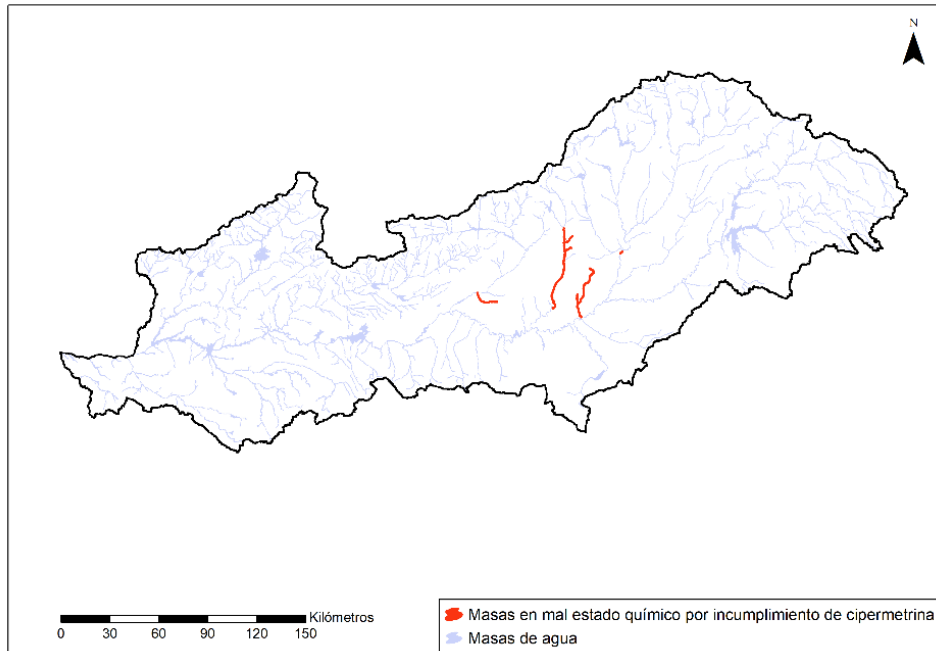 N
Kilómetros
0 30 60 90 120 150
Masas en mal estado químico por incumplimiento de cipermetrina
Masas de agua